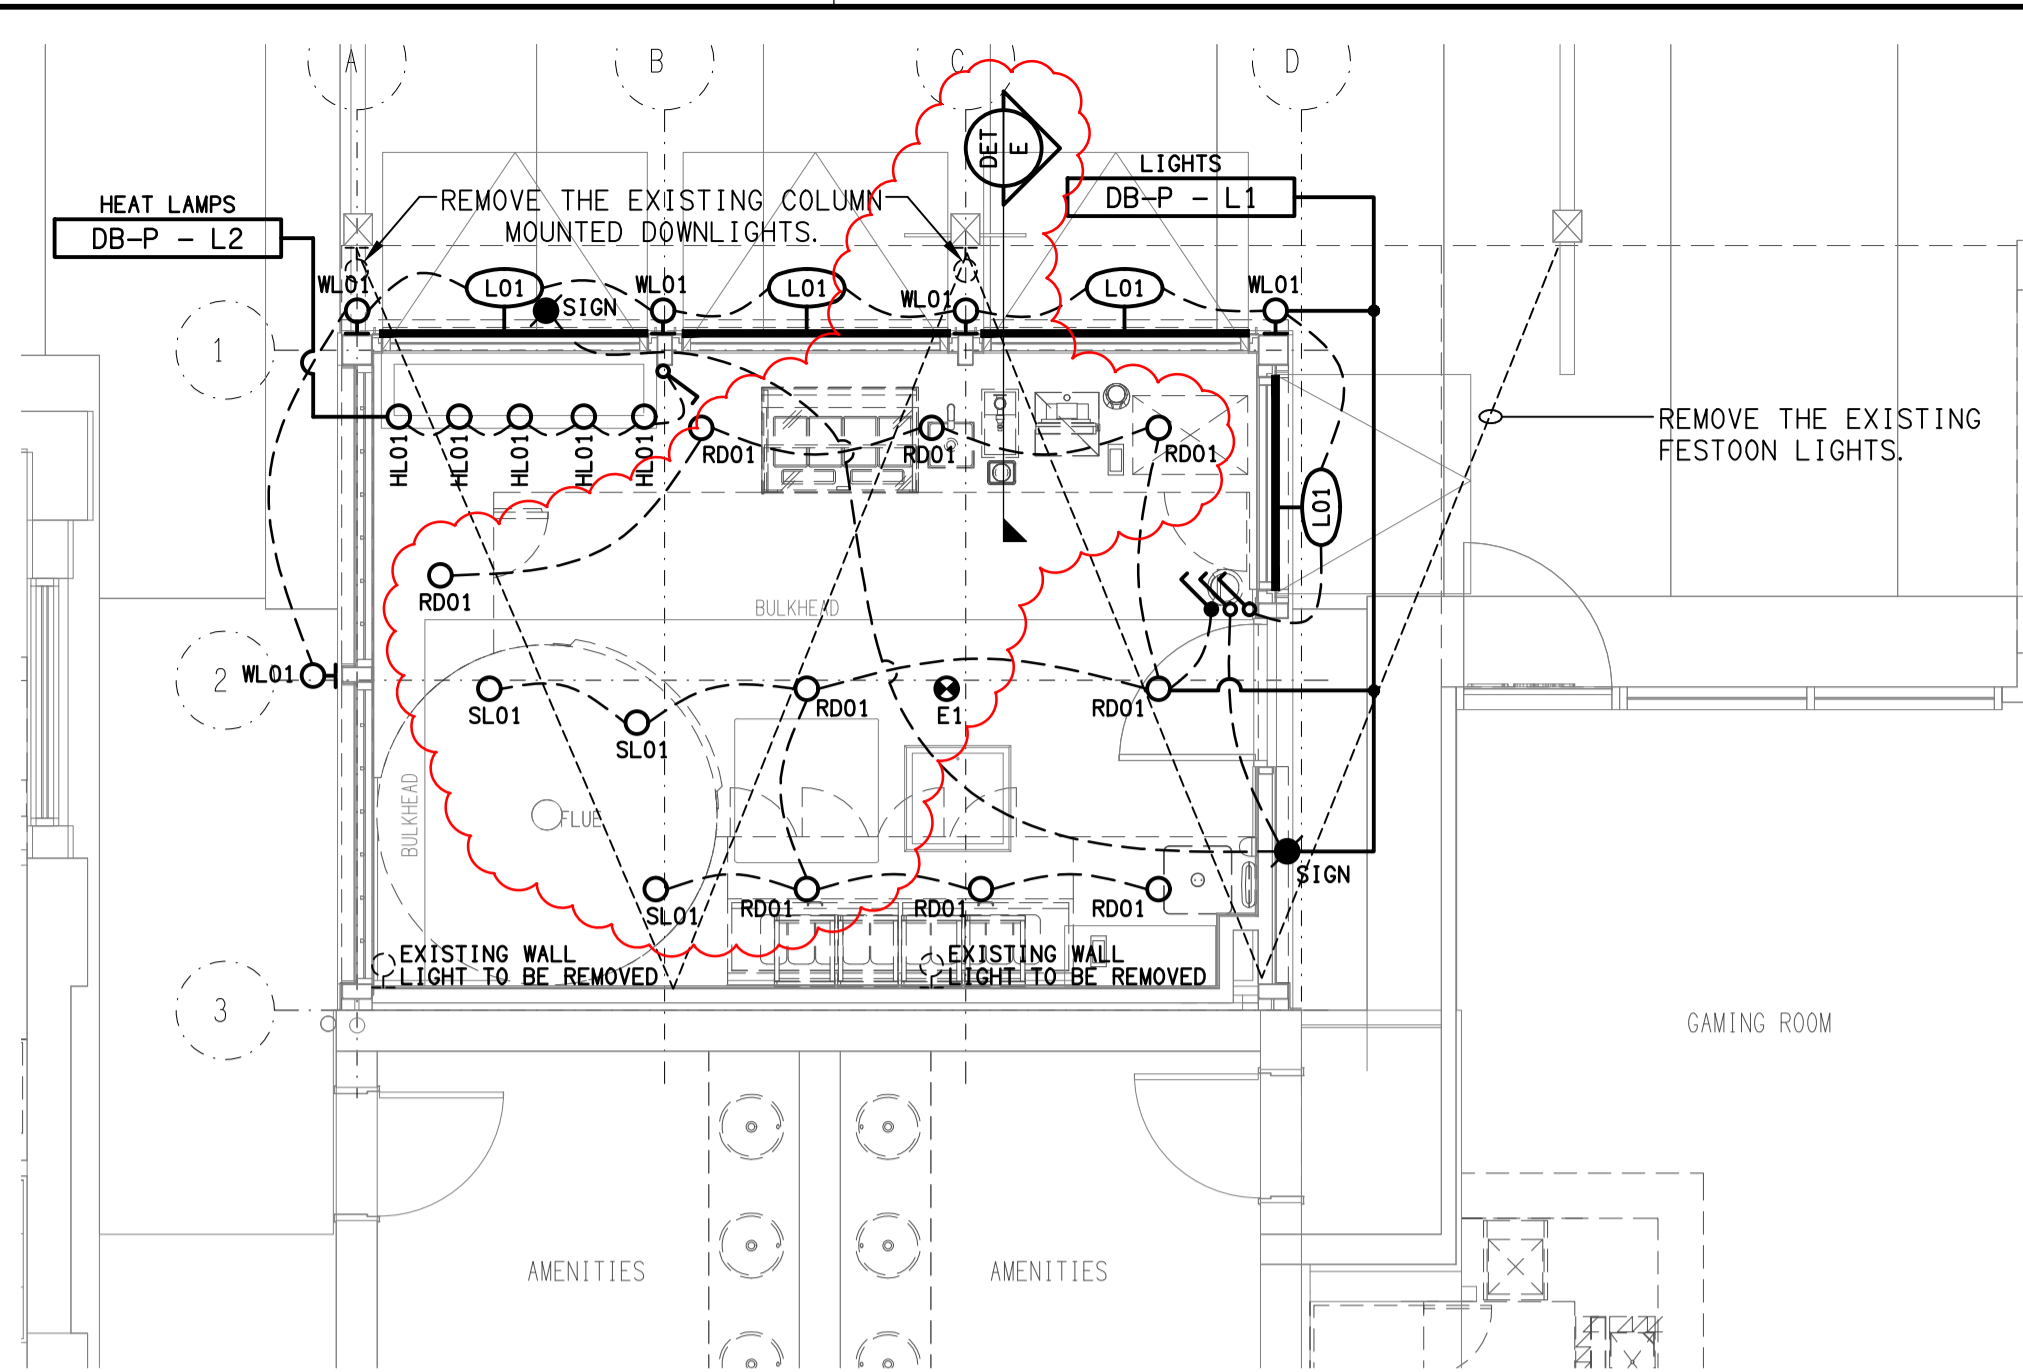 A
B
C
D
DET
E
LIGHTS
DB-P - L1
HEAT LAMPS
DB-P - L2
REMOVE THE EXISTING COLUMN
MOUNTED DOWNLIGHTS.
WL01
L01
SIGN
WL01
L01
WL01
L01
WL01
1
HL01
HL01
HL01
HL01
HL01
RD01
RD01
RD01
REMOVE THE EXISTING
FESTOON LIGHTS.
L01
RD01
BULKHEAD
2
WL01
SL01
SL01
RD01
E1
RD01
BULKHEAD
FLUE
SIGN
SL01
RD01
RD01
RD01
EXISTING WALL
LIGHT TO BE REMOVED
EXISTING WALL
LIGHT TO BE REMOVED
3
GAMING ROOM
AMENITIES
AMENITIES